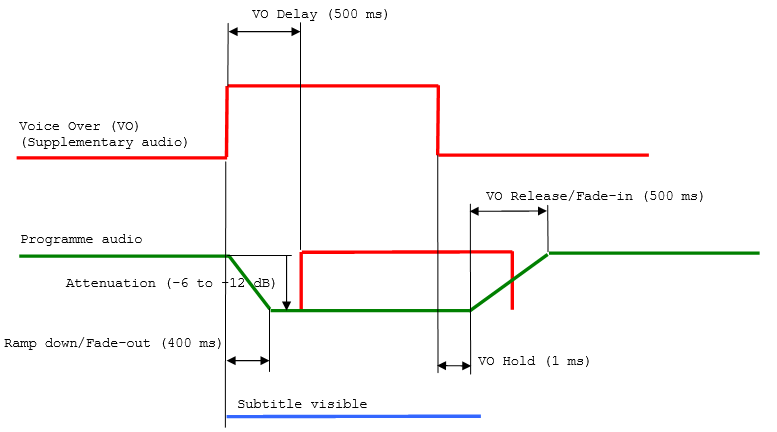 VO Delay (500 ms)
Voice Over (VO)
(Supplementary audio)
VO Release/Fade-in (500 ms)
Programme audio
Attenuation (-6 to -12 dB)
Ramp down/Fade-out (400 ms)
VO Hold (1 ms)
Subtitle visible